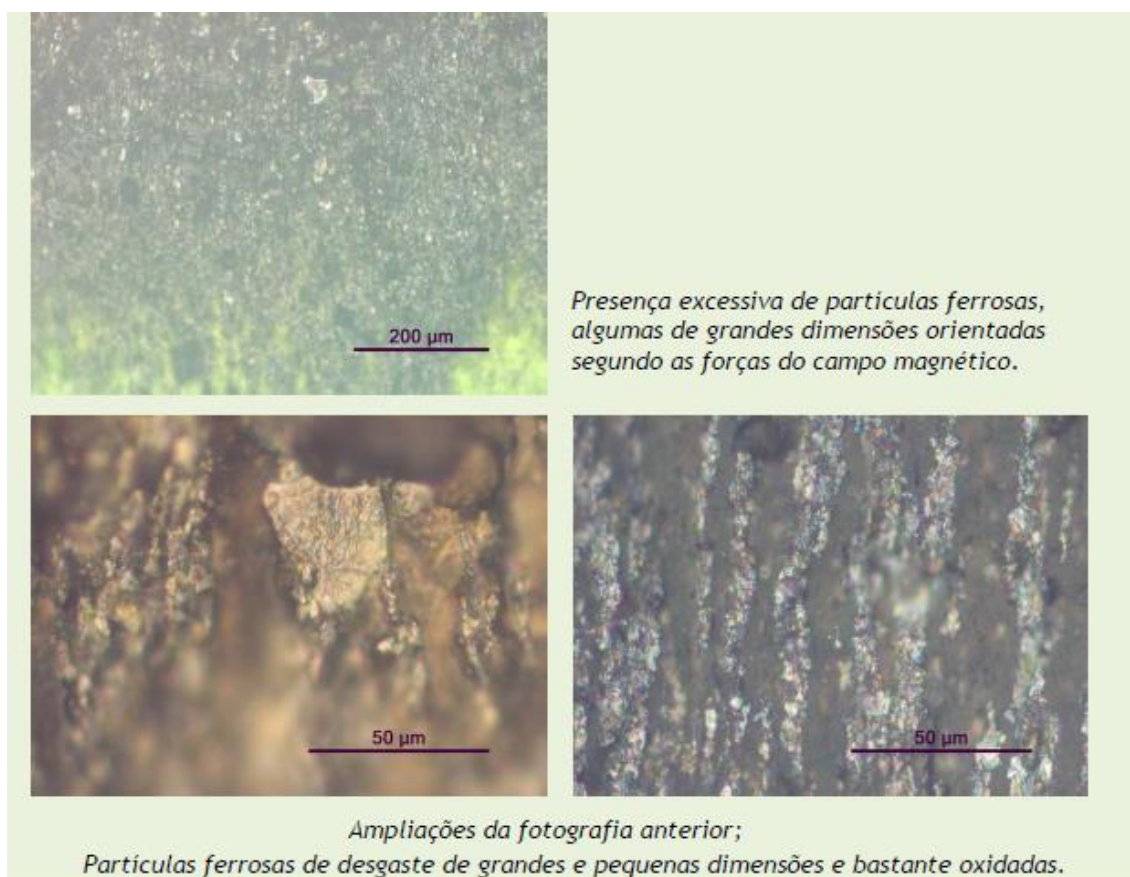 200 µm
Presença excessiva de partículas ferrosas,
algumas de grandes dimensões orientadas
segundo as forças do campo magnético.
50 µm
50 µm
Ampliações da fotografia anterior;
Partículas ferrosas de desgaste de grandes e pequenas dimensões e bastante oxidadas.